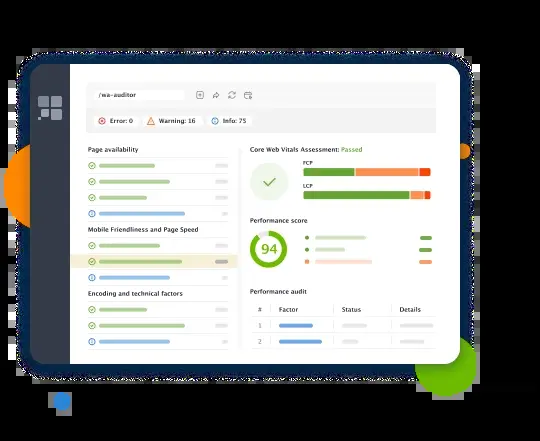 /wa-auditor
Error: 0 Warning: 16 Info: 75
Page availability
Mobile Friendliness and Page Speed
Encoding and technical factors
Core Web Vitals Assessment: Passed
FCP
LCP
Performance score
94
Performance audit
# Factor Status Details
1
2